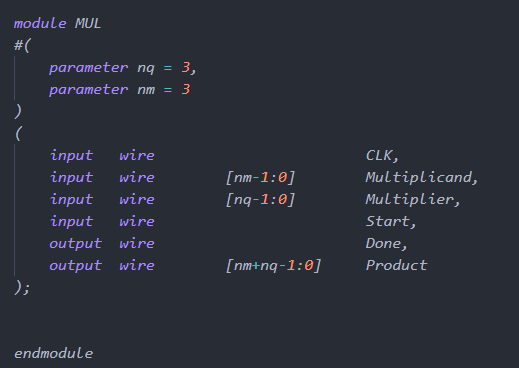 module MUL
#(
    parameter nq = 3,
    parameter nm = 3
)
(
    input   wire                        CLK,
    input   wire        [nm-1:0]        Multiplicand,
    input   wire        [nq-1:0]        Multiplier,
    input   wire                        Start,
    output  wire                        Done,
    output  wire        [nm+nq-1:0]     Product
);
endmodule